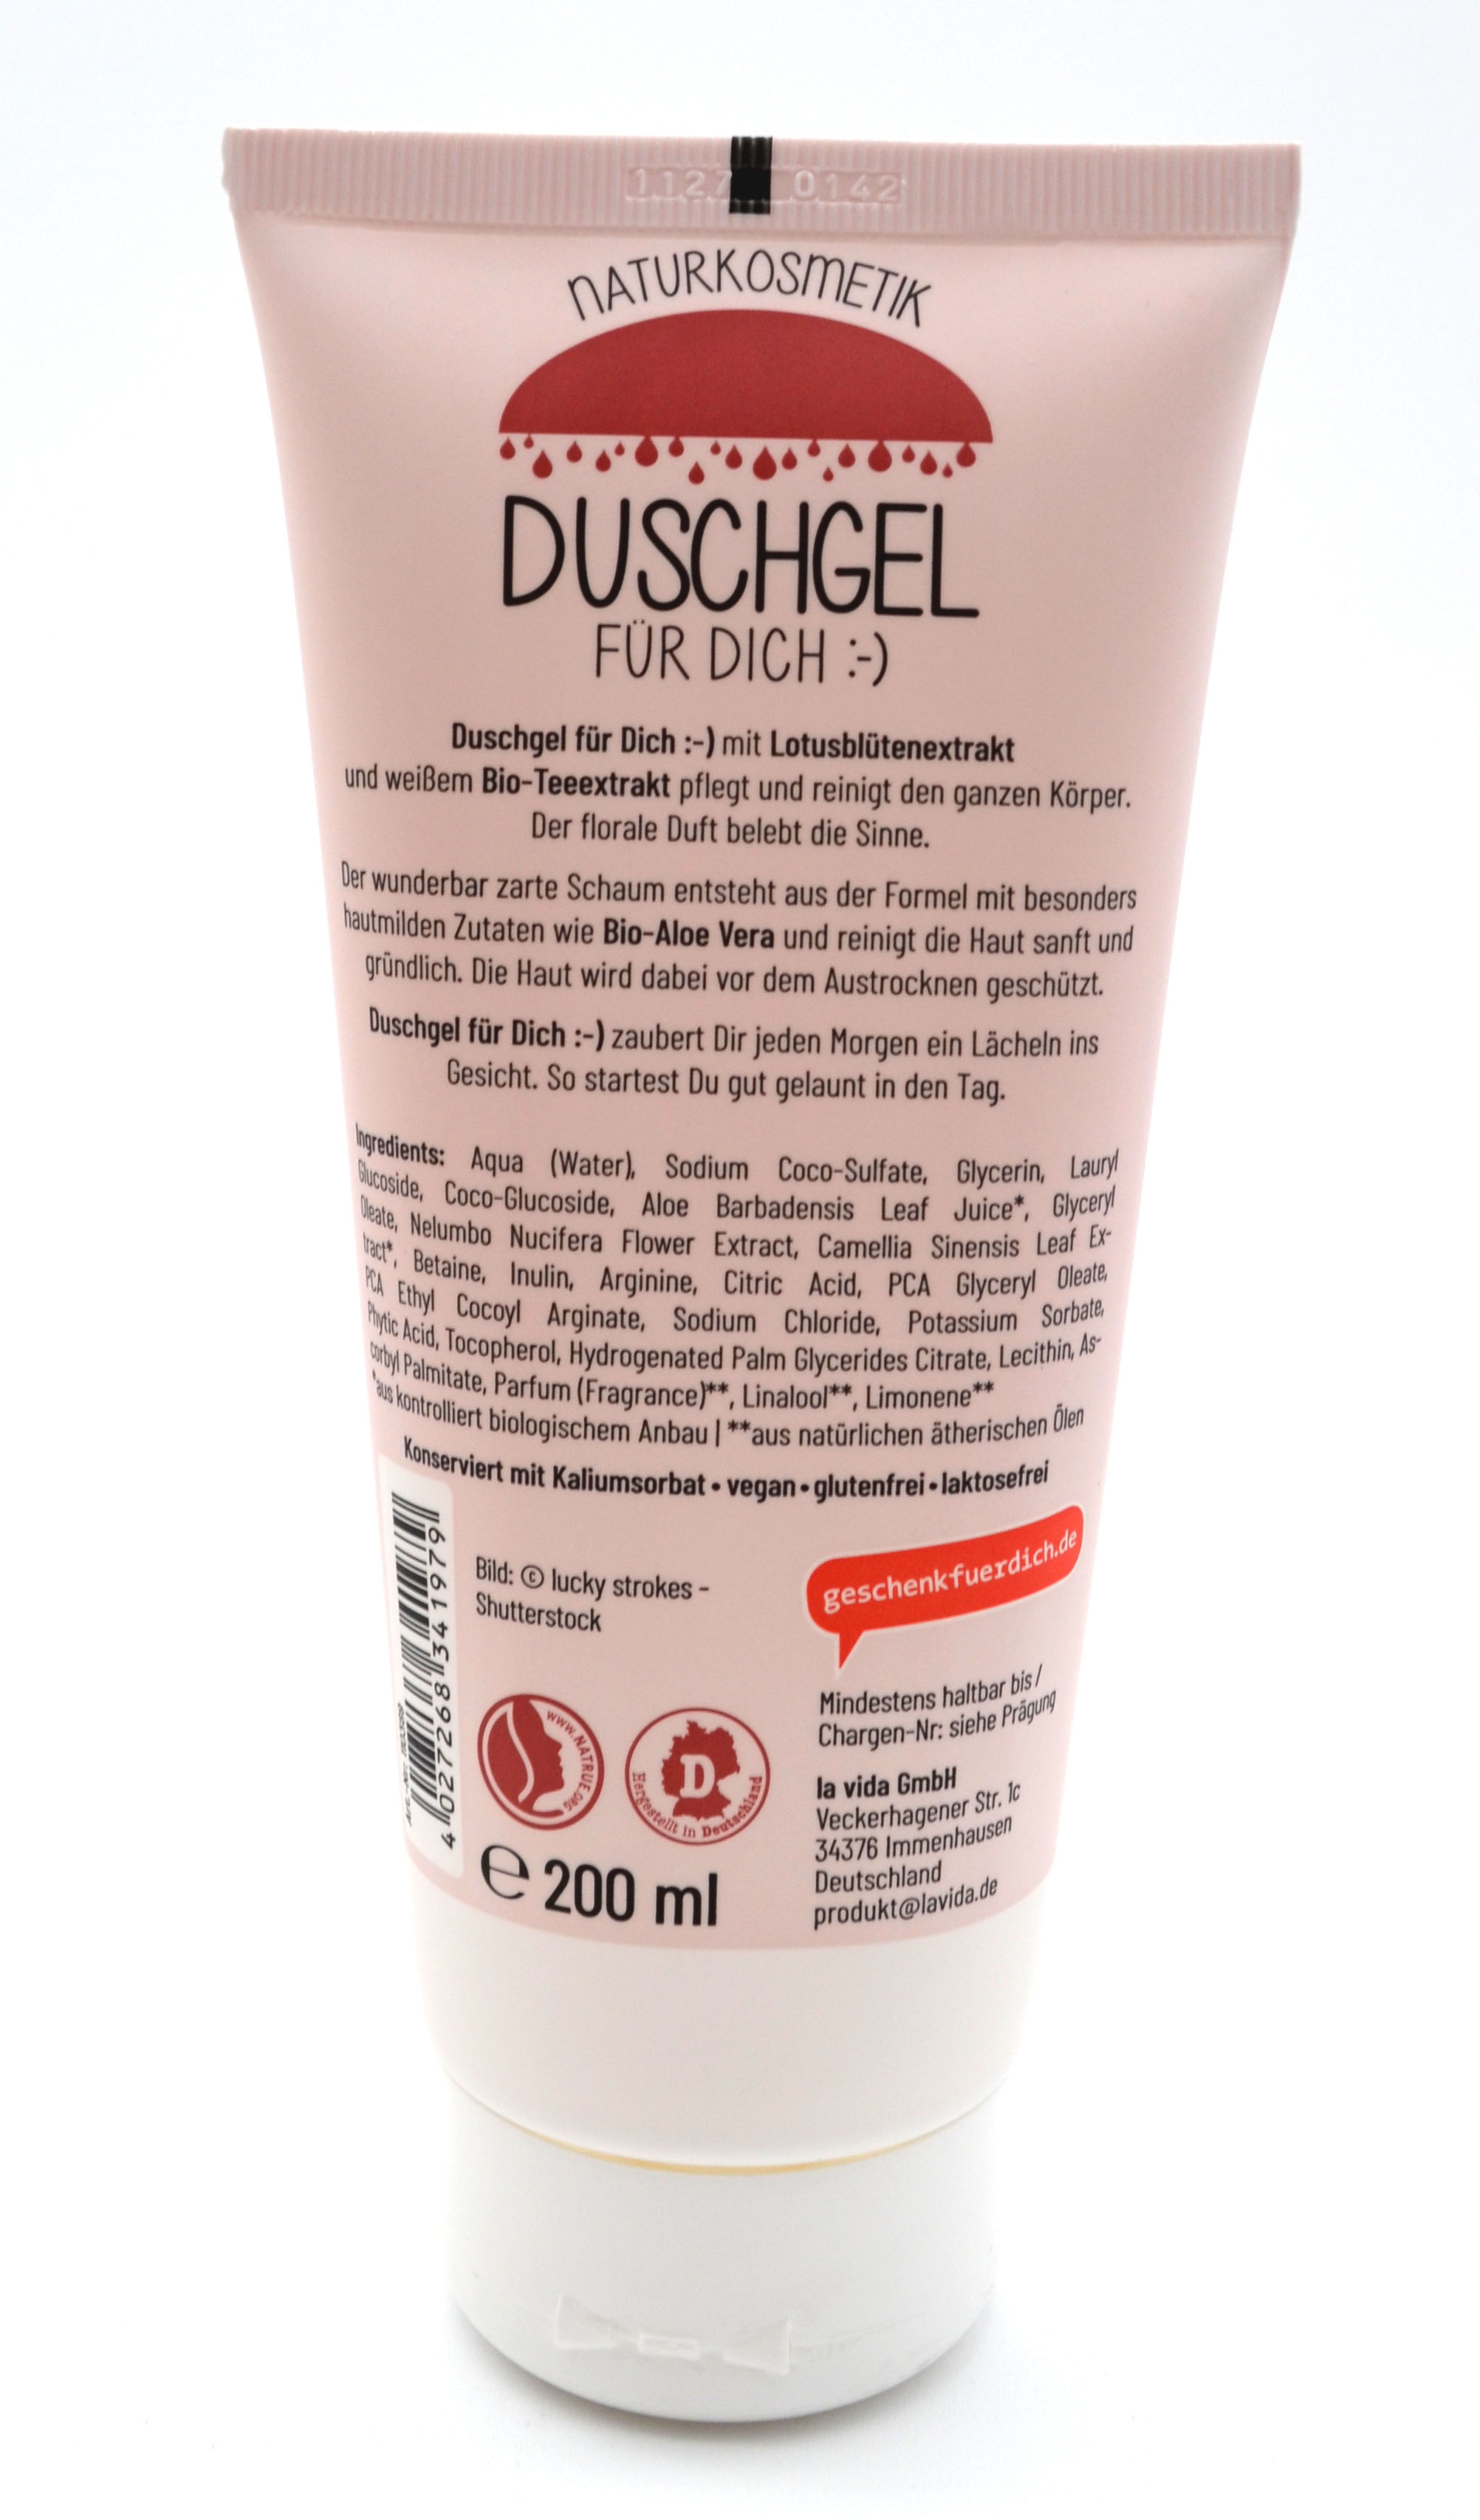 1127 0142
NATURKOSMETIK
DUSCHGEL
FÜR DICH :-)
Duschgel für Dich :-) mit Lotusblütenextrakt
und weißem Bio-Teeextrakt pflegt und reinigt den ganzen Körper.
Der florale Duft belebt die Sinne.
Der wunderbar zarte Schaum entsteht aus der Formel mit besonders
hautmilden Zutaten wie Bio-Aloe Vera und reinigt die Haut sanft und
gründlich. Die Haut wird dabei vor dem Austrocknen geschützt.
Duschgel für Dich :-) zaubert Dir jeden Morgen ein Lächeln ins
Gesicht. So startest Du gut gelaunt in den Tag.
Ingredients: Aqua (Water), Sodium Coco-Sulfate, Glycerin, Lauryl
Glucoside, Coco-Glucoside, Aloe Barbadensis Leaf Juice*, Glyceryl
Oleate, Nelumbo Nucifera Flower Extract, Camellia Sinensis Leaf Ex-
tract*, Betaine, Inulin, Arginine, Citric Acid, PCA Glyceryl Oleate,
PCA Ethyl Cocoyl Arginate, Sodium Chloride, Potassium Sorbate,
Phytic Acid, Tocopherol, Hydrogenated Palm Glycerides Citrate, Lecithin, As-
corbyl Palmitate, Parfum (Fragrance)**, Linalool**, Limonene**
*aus kontrolliert biologischem Anbau | **aus natürlichen ätherischen Ölen
Konserviert mit Kaliumsorbat • vegan • glutenfrei • laktosefrei
Art.-Nr.
4 027268 341979
Bild: © lucky strokes -
Shutterstock
geschenkfuerdich.de
Mindestens haltbar bis /
Chargen-Nr: siehe Prägung
la vida GmbH
Veckerhagener Str. 1c
34376 Immenhausen
Deutschland
produkt@lavida.de
WWW.NATRUE.ORG
D
Hergestellt in Deutschland
℮ 200 ml